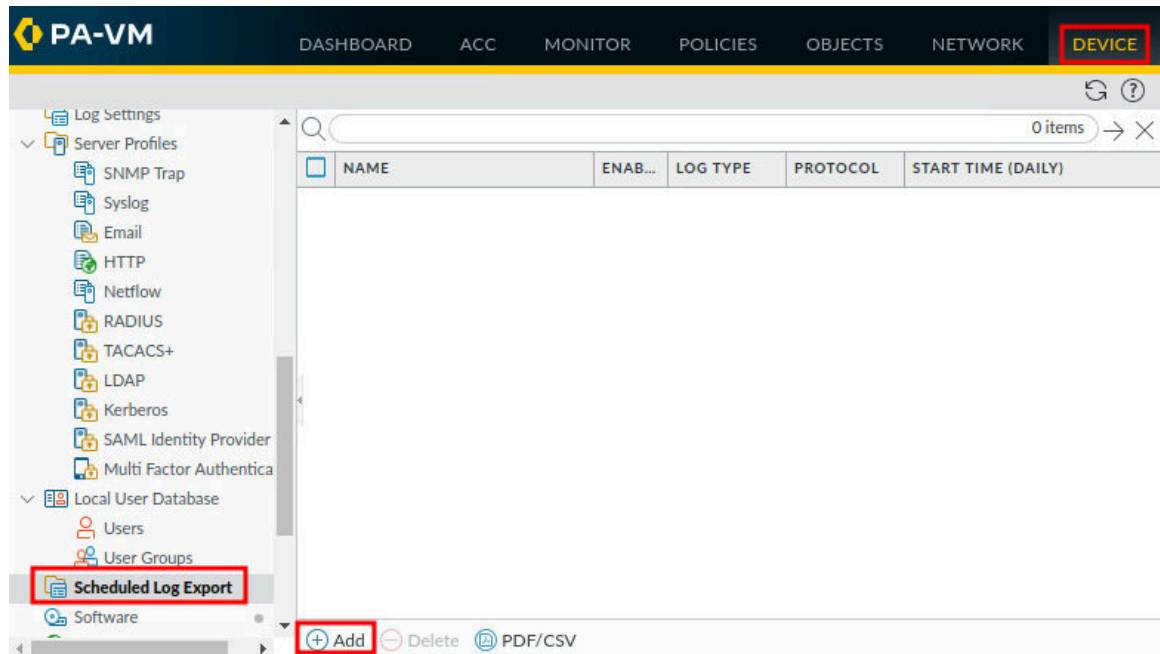 PA-VM
DASHBOARD ACC MONITOR POLICIES OBJECTS NETWORK DEVICE
Log Settings
Server Profiles
SNMP Trap
Syslog
Email
HTTP
Netflow
RADIUS
TACACS+
LDAP
Kerberos
SAML Identity Provider
Multi Factor Authentica
Local User Database
Users
User Groups
Scheduled Log Export
Software
0 items
NAME ENAB... LOG TYPE PROTOCOL START TIME (DAILY)
Add Delete PDF/CSV